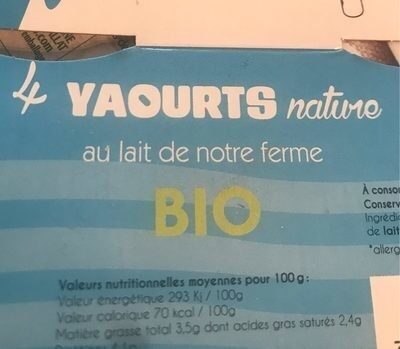 4 YAOURTS nature
au lait de notre ferme
BIO
À conso
Conserv
Ingrédie
de lait
*allerg
Valeurs nutritionnelles moyennes pour 100g:
Valeur énergétique 293 Kj / 100g
Valeur calorique 70 kcal / 100g
Matière grasse total 3,5g dont acides gras saturés 2,4g